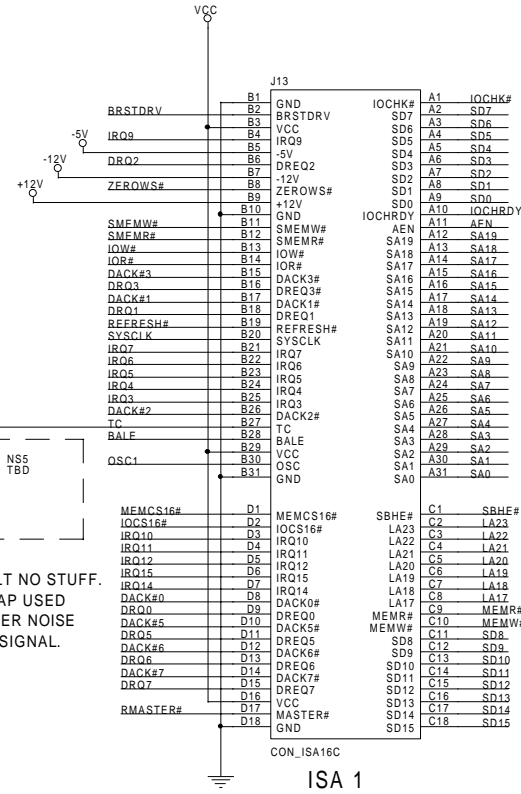 VCC
J13
B1 GND IOCHK# A1 IOCHK#
BRSTDRV B2 BRSTDRV SD7 A2 SD7
B3 VCC SD6 A3 SD6
-5V IRQ9 B4 IRQ9 SD5 A4 SD5
B5 -5V SD4 A5 SD4
-12V DRQ2 B6 DREQ2 SD3 A6 SD3
B7 -12V SD2 A7 SD2
+12V ZEROWS# B8 ZEROWS# SD1 A8 SD1
B9 +12V SD0 A9 SD0
B10 GND IOCHRDY A10 IOCHRDY
SMEMW# B11 SMEMW# AEN A11 AEN
SMEMR# B12 SMEMR# SA19 A12 SA19
IOW# B13 IOW# SA18 A13 SA18
IOR# B14 IOR# SA17 A14 SA17
DACK#3 B15 DACK3# SA16 A15 SA16
DRQ3 B16 DREQ3# SA15 A16 SA15
DACK#1 B17 DACK1# SA14 A17 SA14
DRQ1 B18 DREQ1 SA13 A18 SA13
REFRESH# B19 REFRESH# SA12 A19 SA12
SYSCLK B20 SYSCLK SA11 A20 SA11
IRQ7 B21 IRQ7 SA10 A21 SA10
IRQ6 B22 IRQ6 SA9 A22 SA9
IRQ5 B23 IRQ5 SA8 A23 SA8
IRQ4 B24 IRQ4 SA7 A24 SA7
IRQ3 B25 IRQ3 SA6 A25 SA6
DACK#2 B26 DACK2# SA5 A26 SA5
TC B27 TC SA4 A27 SA4
BALE B28 BALE SA3 A28 SA3
B29 VCC SA2 A29 SA2
OSC1 B30 OSC SA1 A30 SA1
B31 GND SA0 A31 SA0
NS5
TBD
MEMCS16# D1 MEMCS16# SBHE# C1 SBHE#
IOCS16# D2 IOCS16# LA23 C2 LA23
IRQ10 D3 IRQ10 LA22 C3 LA22
IRQ11 D4 IRQ11 LA21 C4 LA21
IRQ12 D5 IRQ12 LA20 C5 LA20
IRQ15 D6 IRQ15 LA19 C6 LA19
IRQ14 D7 IRQ14 LA18 C7 LA18
DACK#0 D8 DACK0# LA17 C8 LA17
DRQ0 D9 DREQ0 MEMR# C9 MEMR#
DACK#5 D10 DACK5# MEMW# C10 MEMW#
DRQ5 D11 DREQ5 SD8 C11 SD8
DACK#6 D12 DACK6# SD9 C12 SD9
DRQ6 D13 DREQ6 SD10 C13 SD10
DACK#7 D14 DACK7# SD11 C14 SD11
DRQ7 D15 DREQ7 SD12 C15 SD12
D16 VCC SD13 C16 SD13
RMASTER# D17 MASTER# SD14 C17 SD14
D18 GND SD15 C18 SD15
LT NO STUFF.
AP USED
ER NOISE
SIGNAL.
CON_ISA16C
ISA 1